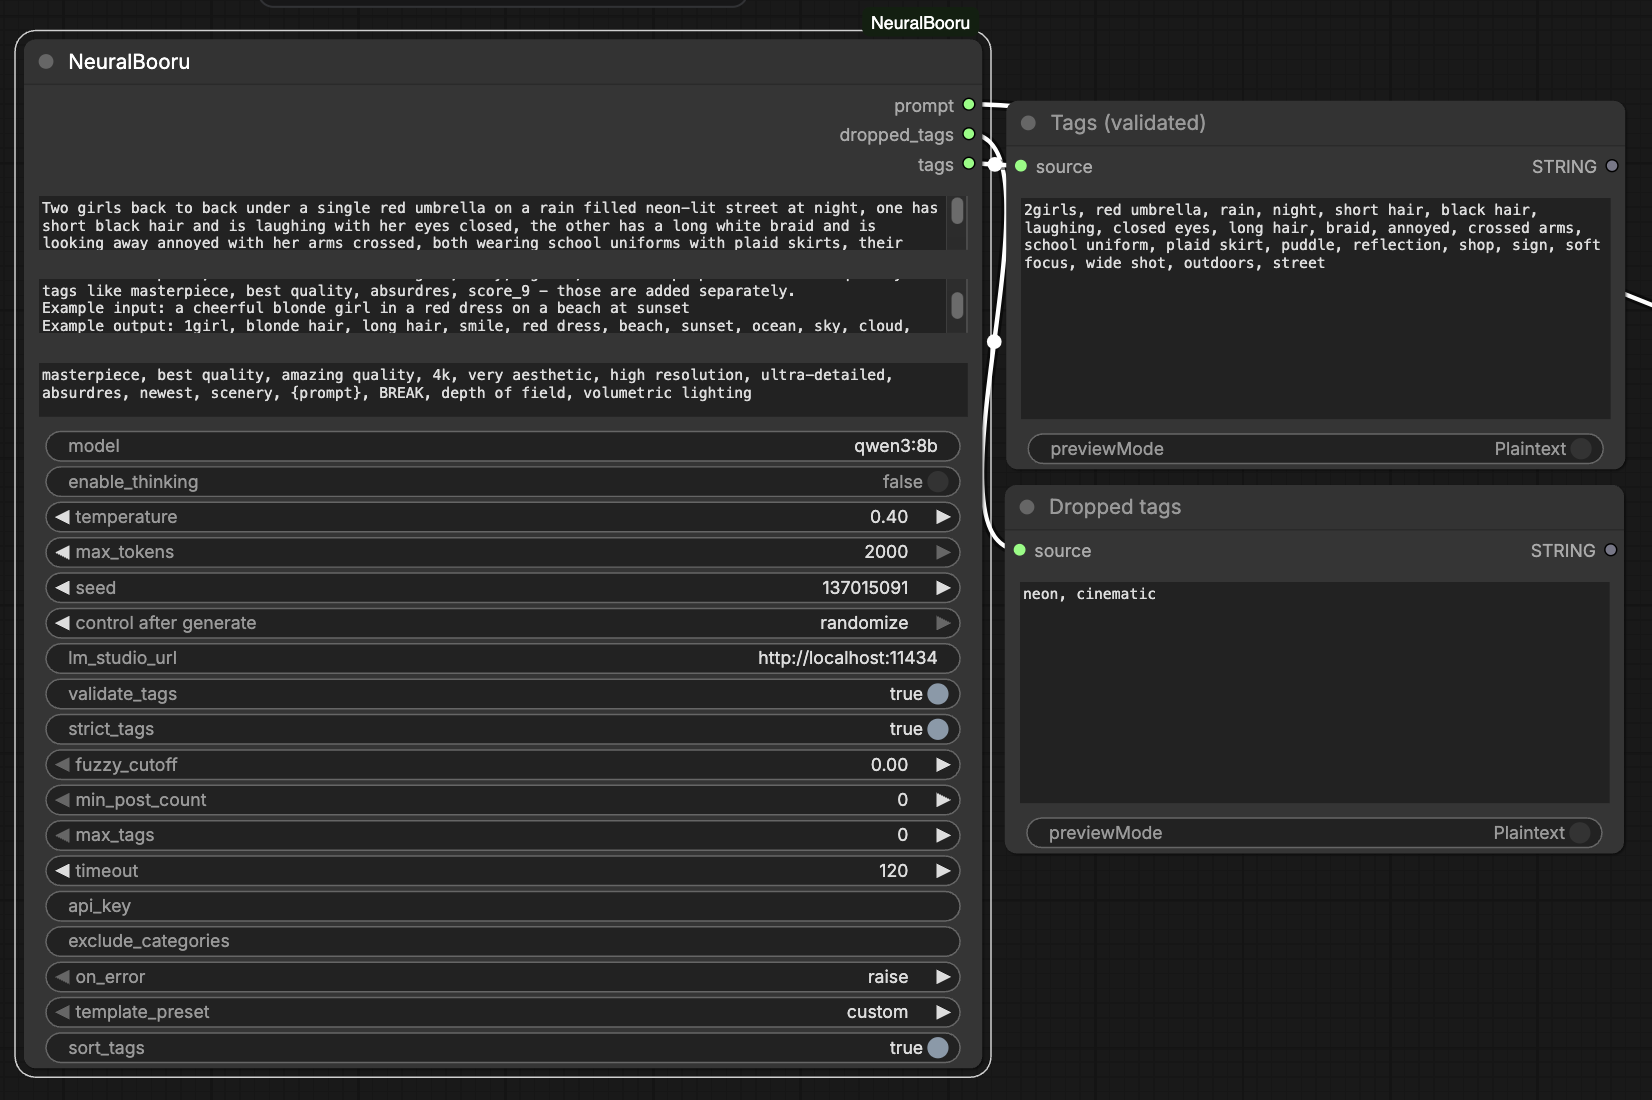 NeuralBooru
NeuralBooru
prompt
dropped_tags
tags
Two girls back to back under a single red umbrella on a rain filled neon-lit street at night, one has
short black hair and is laughing with her eyes closed, the other has a long white braid and is
looking away annoyed with her arms crossed, both wearing school uniforms with plaid skirts, their
tags like masterpiece, best quality, absurdres, score_9 – those are added separately.
Example input: a cheerful blonde girl in a red dress on a beach at sunset
Example output: 1girl, blonde hair, long hair, smile, red dress, beach, sunset, ocean, sky, cloud,
masterpiece, best quality, amazing quality, 4k, very aesthetic, high resolution, ultra-detailed,
absurdres, newest, scenery, {prompt}, BREAK, depth of field, volumetric lighting
model qwen3:8b
enable_thinking false
temperature 0.40
max_tokens 2000
seed 137015091
control after generate randomize
lm_studio_url http://localhost:11434
validate_tags true
strict_tags true
fuzzy_cutoff 0.00
min_post_count 0
max_tags 0
timeout 120
api_key
exclude_categories
on_error raise
template_preset custom
sort_tags true
Tags (validated)
source STRING
2girls, red umbrella, rain, night, short hair, black hair,
laughing, closed eyes, long hair, braid, annoyed, crossed arms,
school uniform, plaid skirt, puddle, reflection, shop, sign, soft
focus, wide shot, outdoors, street
previewMode Plaintext
Dropped tags
source STRING
neon, cinematic
previewMode Plaintext